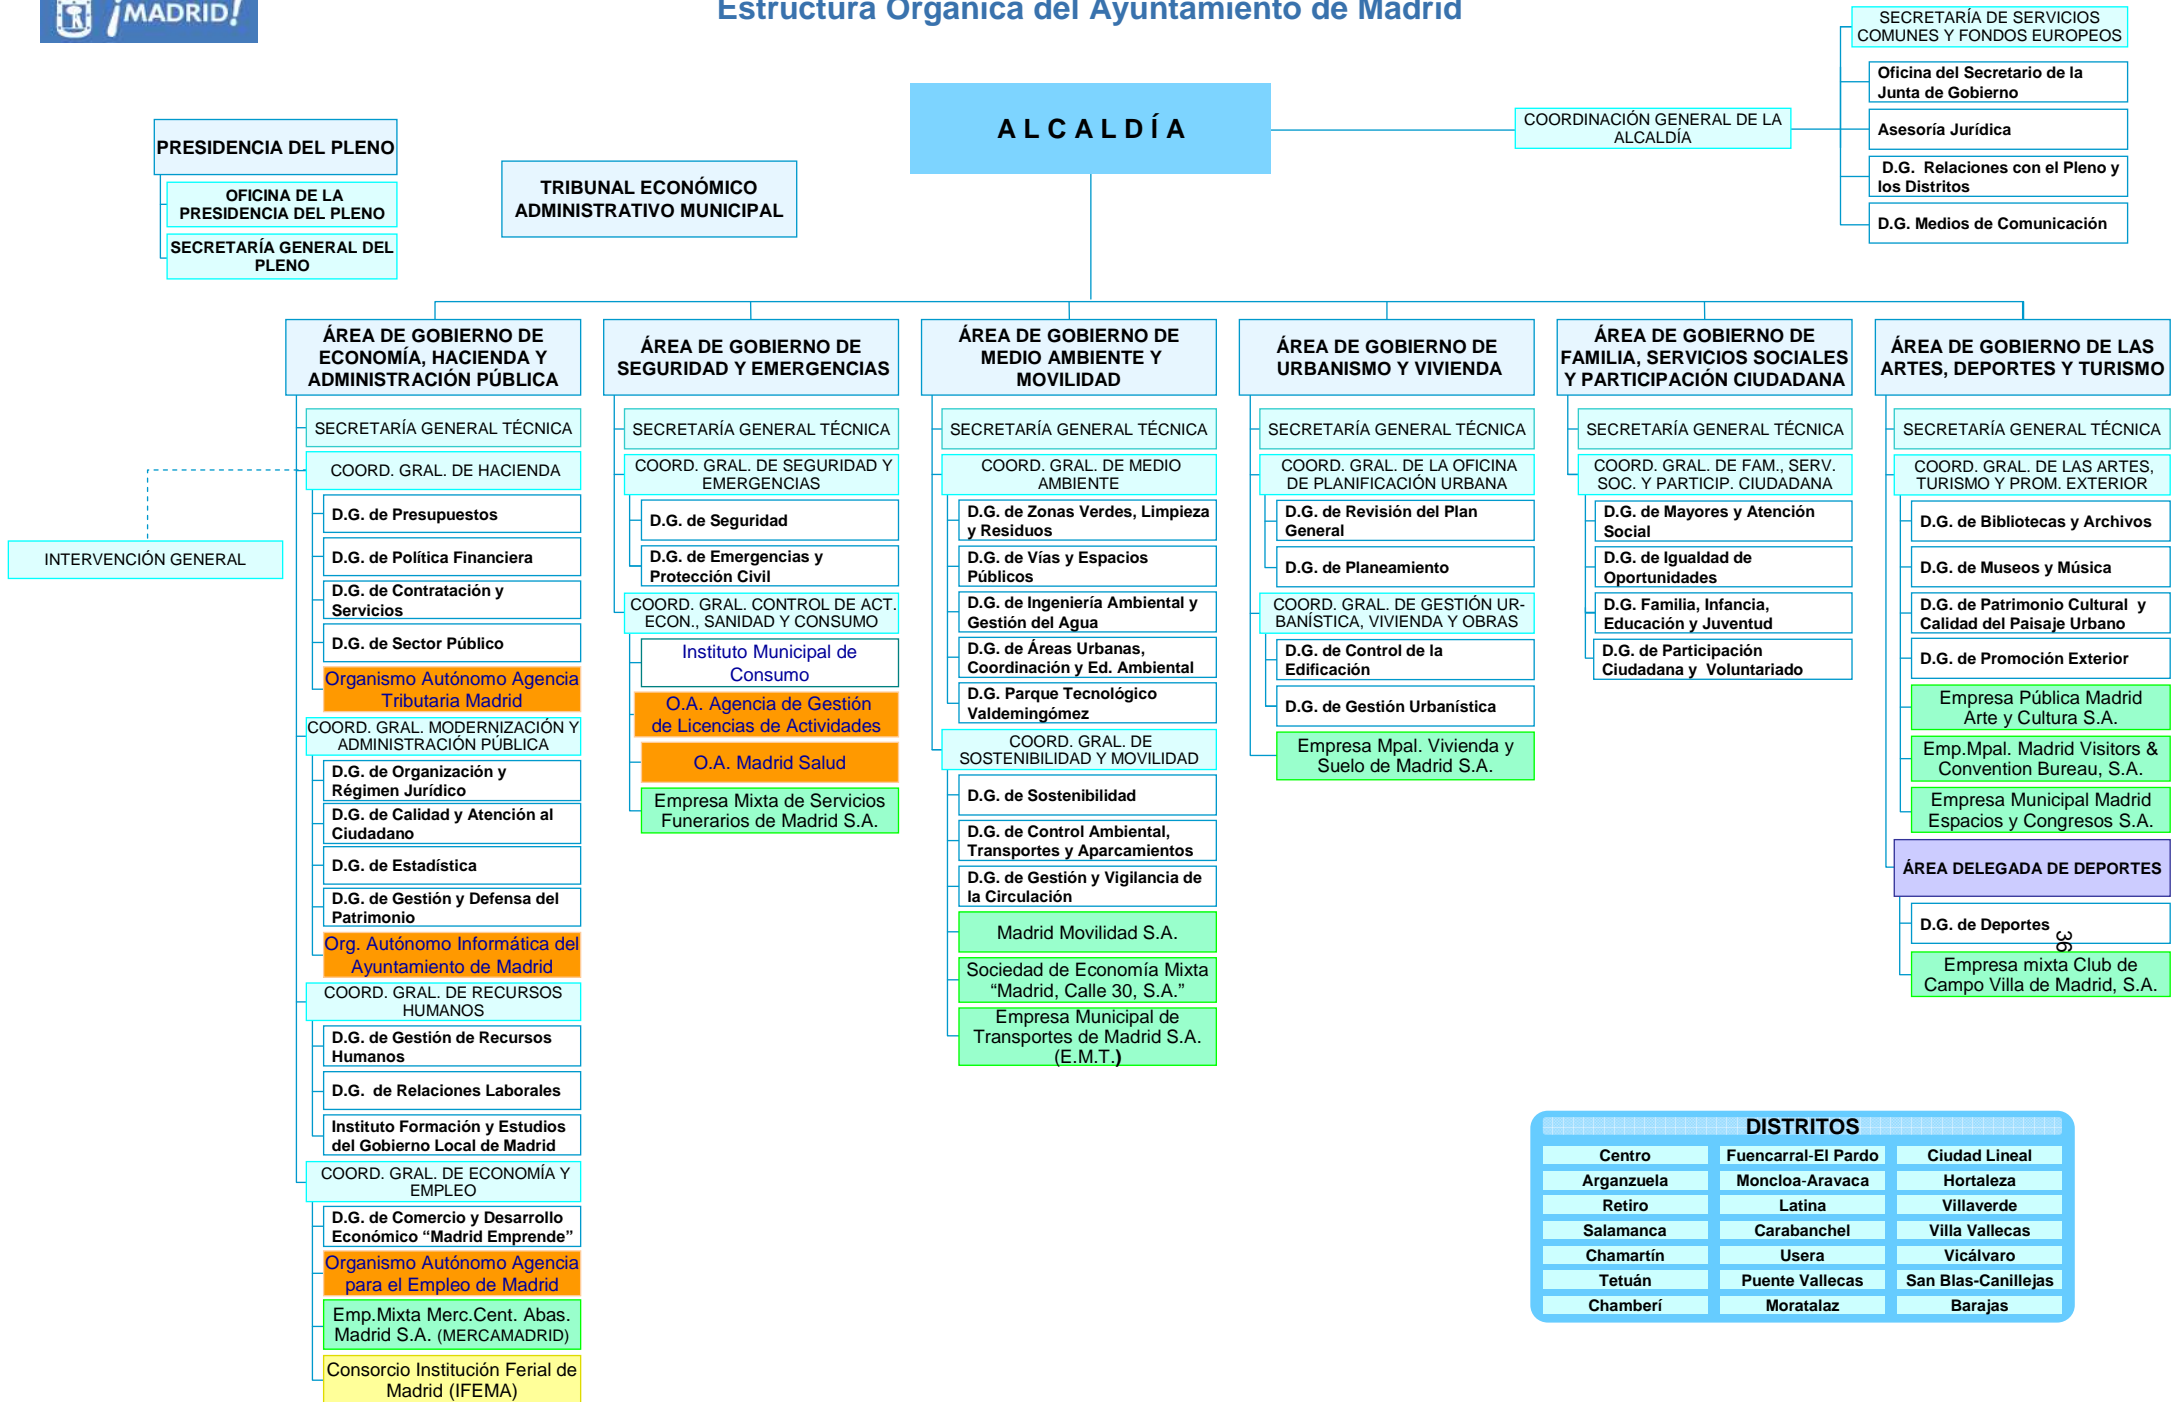 ¡MADRID!
Estructura Orgánica del Ayuntamiento de Madrid
SECRETARÍA DE SERVICIOS
COMUNES Y FONDOS EUROPEOS
Oficina del Secretario de la
Junta de Gobierno
Asesoría Jurídica
D.G. Relaciones con el Pleno y
los Distritos
D.G. Medios de Comunicación
ALCALDÍA
COORDINACIÓN GENERAL DE LA
ALCALDÍA
PRESIDENCIA DEL PLENO
OFICINA DE LA
PRESIDENCIA DEL PLENO
SECRETARÍA GENERAL DEL
PLENO
TRIBUNAL ECONÓMICO
ADMINISTRATIVO MUNICIPAL
ÁREA DE GOBIERNO DE
ECONOMÍA, HACIENDA Y
ADMINISTRACIÓN PÚBLICA
SECRETARÍA GENERAL TÉCNICA
COORD. GRAL. DE HACIENDA
INTERVENCIÓN GENERAL
D.G. de Presupuestos
D.G. de Política Financiera
D.G. de Contratación y
Servicios
D.G. de Sector Público
Organismo Autónomo Agencia
Tributaria Madrid
COORD. GRAL. MODERNIZACIÓN Y
ADMINISTRACIÓN PÚBLICA
D.G. de Organización y
Régimen Jurídico
D.G. de Calidad y Atención al
Ciudadano
D.G. de Estadística
D.G. de Gestión y Defensa del
Patrimonio
Org. Autónomo Informática del
Ayuntamiento de Madrid
COORD. GRAL. DE RECURSOS
HUMANOS
D.G. de Gestión de Recursos
Humanos
D.G. de Relaciones Laborales
Instituto Formación y Estudios
del Gobierno Local de Madrid
COORD. GRAL. DE ECONOMÍA Y
EMPLEO
D.G. de Comercio y Desarrollo
Económico “Madrid Emprende”
Organismo Autónomo Agencia
para el Empleo de Madrid
Emp.Mixta Merc.Cent. Abas.
Madrid S.A. (MERCAMADRID)
Consorcio Institución Ferial de
Madrid (IFEMA)
ÁREA DE GOBIERNO DE
SEGURIDAD Y EMERGENCIAS
SECRETARÍA GENERAL TÉCNICA
COORD. GRAL. DE SEGURIDAD Y
EMERGENCIAS
D.G. de Seguridad
D.G. de Emergencias y
Protección Civil
COORD. GRAL. CONTROL DE ACT.
ECON., SANIDAD Y CONSUMO
Instituto Municipal de
Consumo
O.A. Agencia de Gestión
de Licencias de Actividades
O.A. Madrid Salud
Empresa Mixta de Servicios
Funerarios de Madrid S.A.
ÁREA DE GOBIERNO DE
MEDIO AMBIENTE Y
MOVILIDAD
SECRETARÍA GENERAL TÉCNICA
COORD. GRAL. DE MEDIO
AMBIENTE
D.G. de Zonas Verdes, Limpieza
y Residuos
D.G. de Vías y Espacios
Públicos
D.G. de Ingeniería Ambiental y
Gestión del Agua
D.G. de Áreas Urbanas,
Coordinación y Ed. Ambiental
D.G. Parque Tecnológico
Valdemingómez
COORD. GRAL. DE
SOSTENIBILIDAD Y MOVILIDAD
D.G. de Sostenibilidad
D.G. de Control Ambiental,
Transportes y Aparcamientos
D.G. de Gestión y Vigilancia de
la Circulación
Madrid Movilidad S.A.
Sociedad de Economía Mixta
“Madrid, Calle 30, S.A.”
Empresa Municipal de
Transportes de Madrid S.A.
(E.M.T.)
ÁREA DE GOBIERNO DE
URBANISMO Y VIVIENDA
SECRETARÍA GENERAL TÉCNICA
COORD. GRAL. DE LA OFICINA
DE PLANIFICACIÓN URBANA
D.G. de Revisión del Plan
General
D.G. de Planeamiento
COORD. GRAL. DE GESTIÓN UR-
BANÍSTICA, VIVIENDA Y OBRAS
D.G. de Control de la
Edificación
D.G. de Gestión Urbanística
Empresa Mpal. Vivienda y
Suelo de Madrid S.A.
ÁREA DE GOBIERNO DE
FAMILIA, SERVICIOS SOCIALES
Y PARTICIPACIÓN CIUDADANA
SECRETARÍA GENERAL TÉCNICA
COORD. GRAL. DE FAM., SERV.
SOC. Y PARTICIP. CIUDADANA
D.G. de Mayores y Atención
Social
D.G. de Igualdad de
Oportunidades
D.G. Familia, Infancia,
Educación y Juventud
D.G. de Participación
Ciudadana y Voluntariado
ÁREA DE GOBIERNO DE LAS
ARTES, DEPORTES Y TURISMO
SECRETARÍA GENERAL TÉCNICA
COORD. GRAL. DE LAS ARTES,
TURISMO Y PROM. EXTERIOR
D.G. de Bibliotecas y Archivos
D.G. de Museos y Música
D.G. de Patrimonio Cultural y
Calidad del Paisaje Urbano
D.G. de Promoción Exterior
Empresa Pública Madrid
Arte y Cultura S.A.
Emp.Mpal. Madrid Visitors &
Convention Bureau, S.A.
Empresa Municipal Madrid
Espacios y Congresos S.A.
ÁREA DELEGADA DE DEPORTES
D.G. de Deportes
36
Empresa mixta Club de
Campo Villa de Madrid, S.A.
DISTRITOS
Centro Fuencarral-El Pardo Ciudad Lineal
Arganzuela Moncloa-Aravaca Hortaleza
Retiro Latina Villaverde
Salamanca Carabanchel Villa Vallecas
Chamartín Usera Vicálvaro
Tetuán Puente Vallecas San Blas-Canillejas
Chamberí Moratalaz Barajas